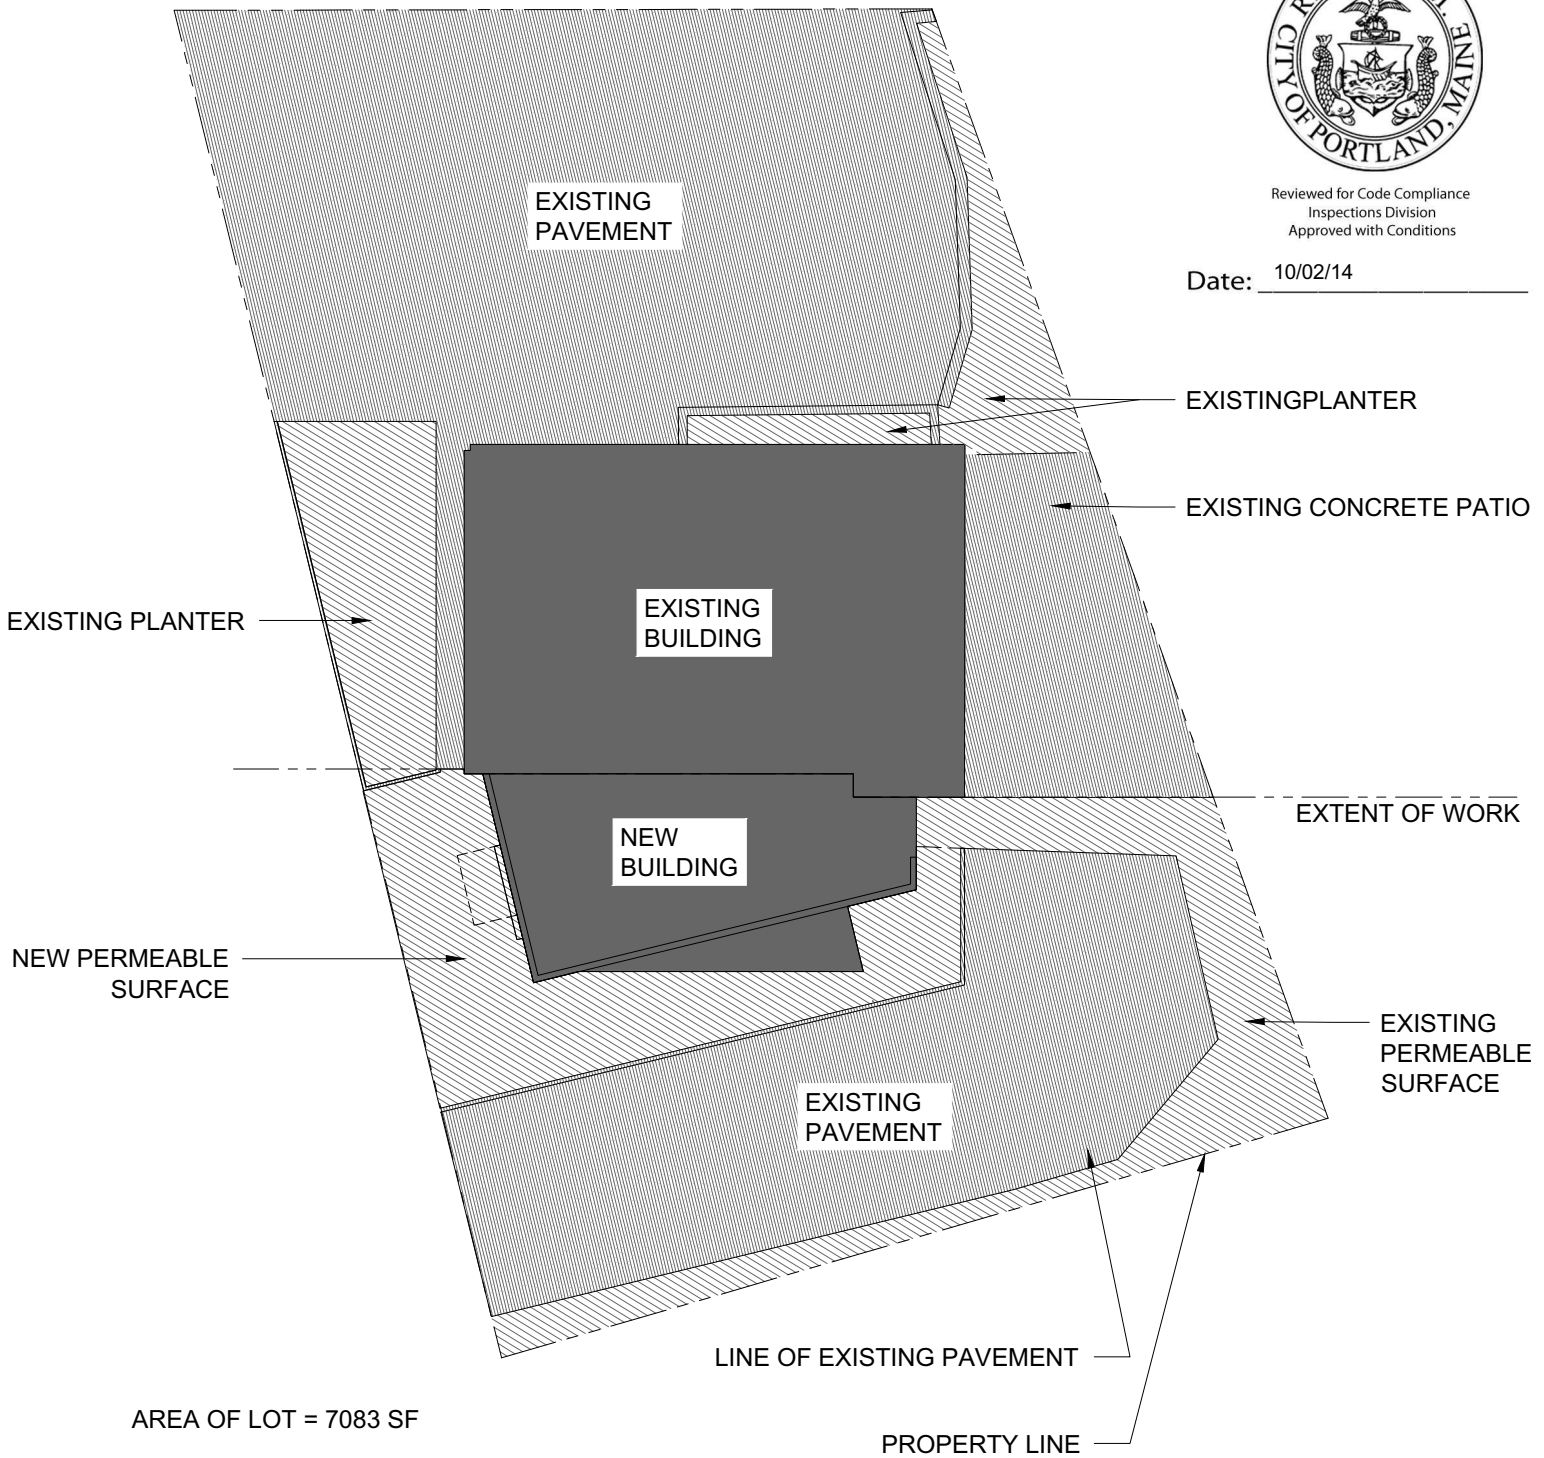 CITY OF PORTLAND, MAINE
Reviewed for Code Compliance
Inspections Division
Approved with Conditions
Date: 10/02/14
EXISTING
PAVEMENT
EXISTINGPLANTER
EXISTING CONCRETE PATIO
EXISTING PLANTER
EXISTING
BUILDING
EXTENT OF WORK
NEW
BUILDING
NEW PERMEABLE
SURFACE
EXISTING
PERMEABLE
SURFACE
EXISTING
PAVEMENT
LINE OF EXISTING PAVEMENT
AREA OF LOT = 7083 SF
PROPERTY LINE